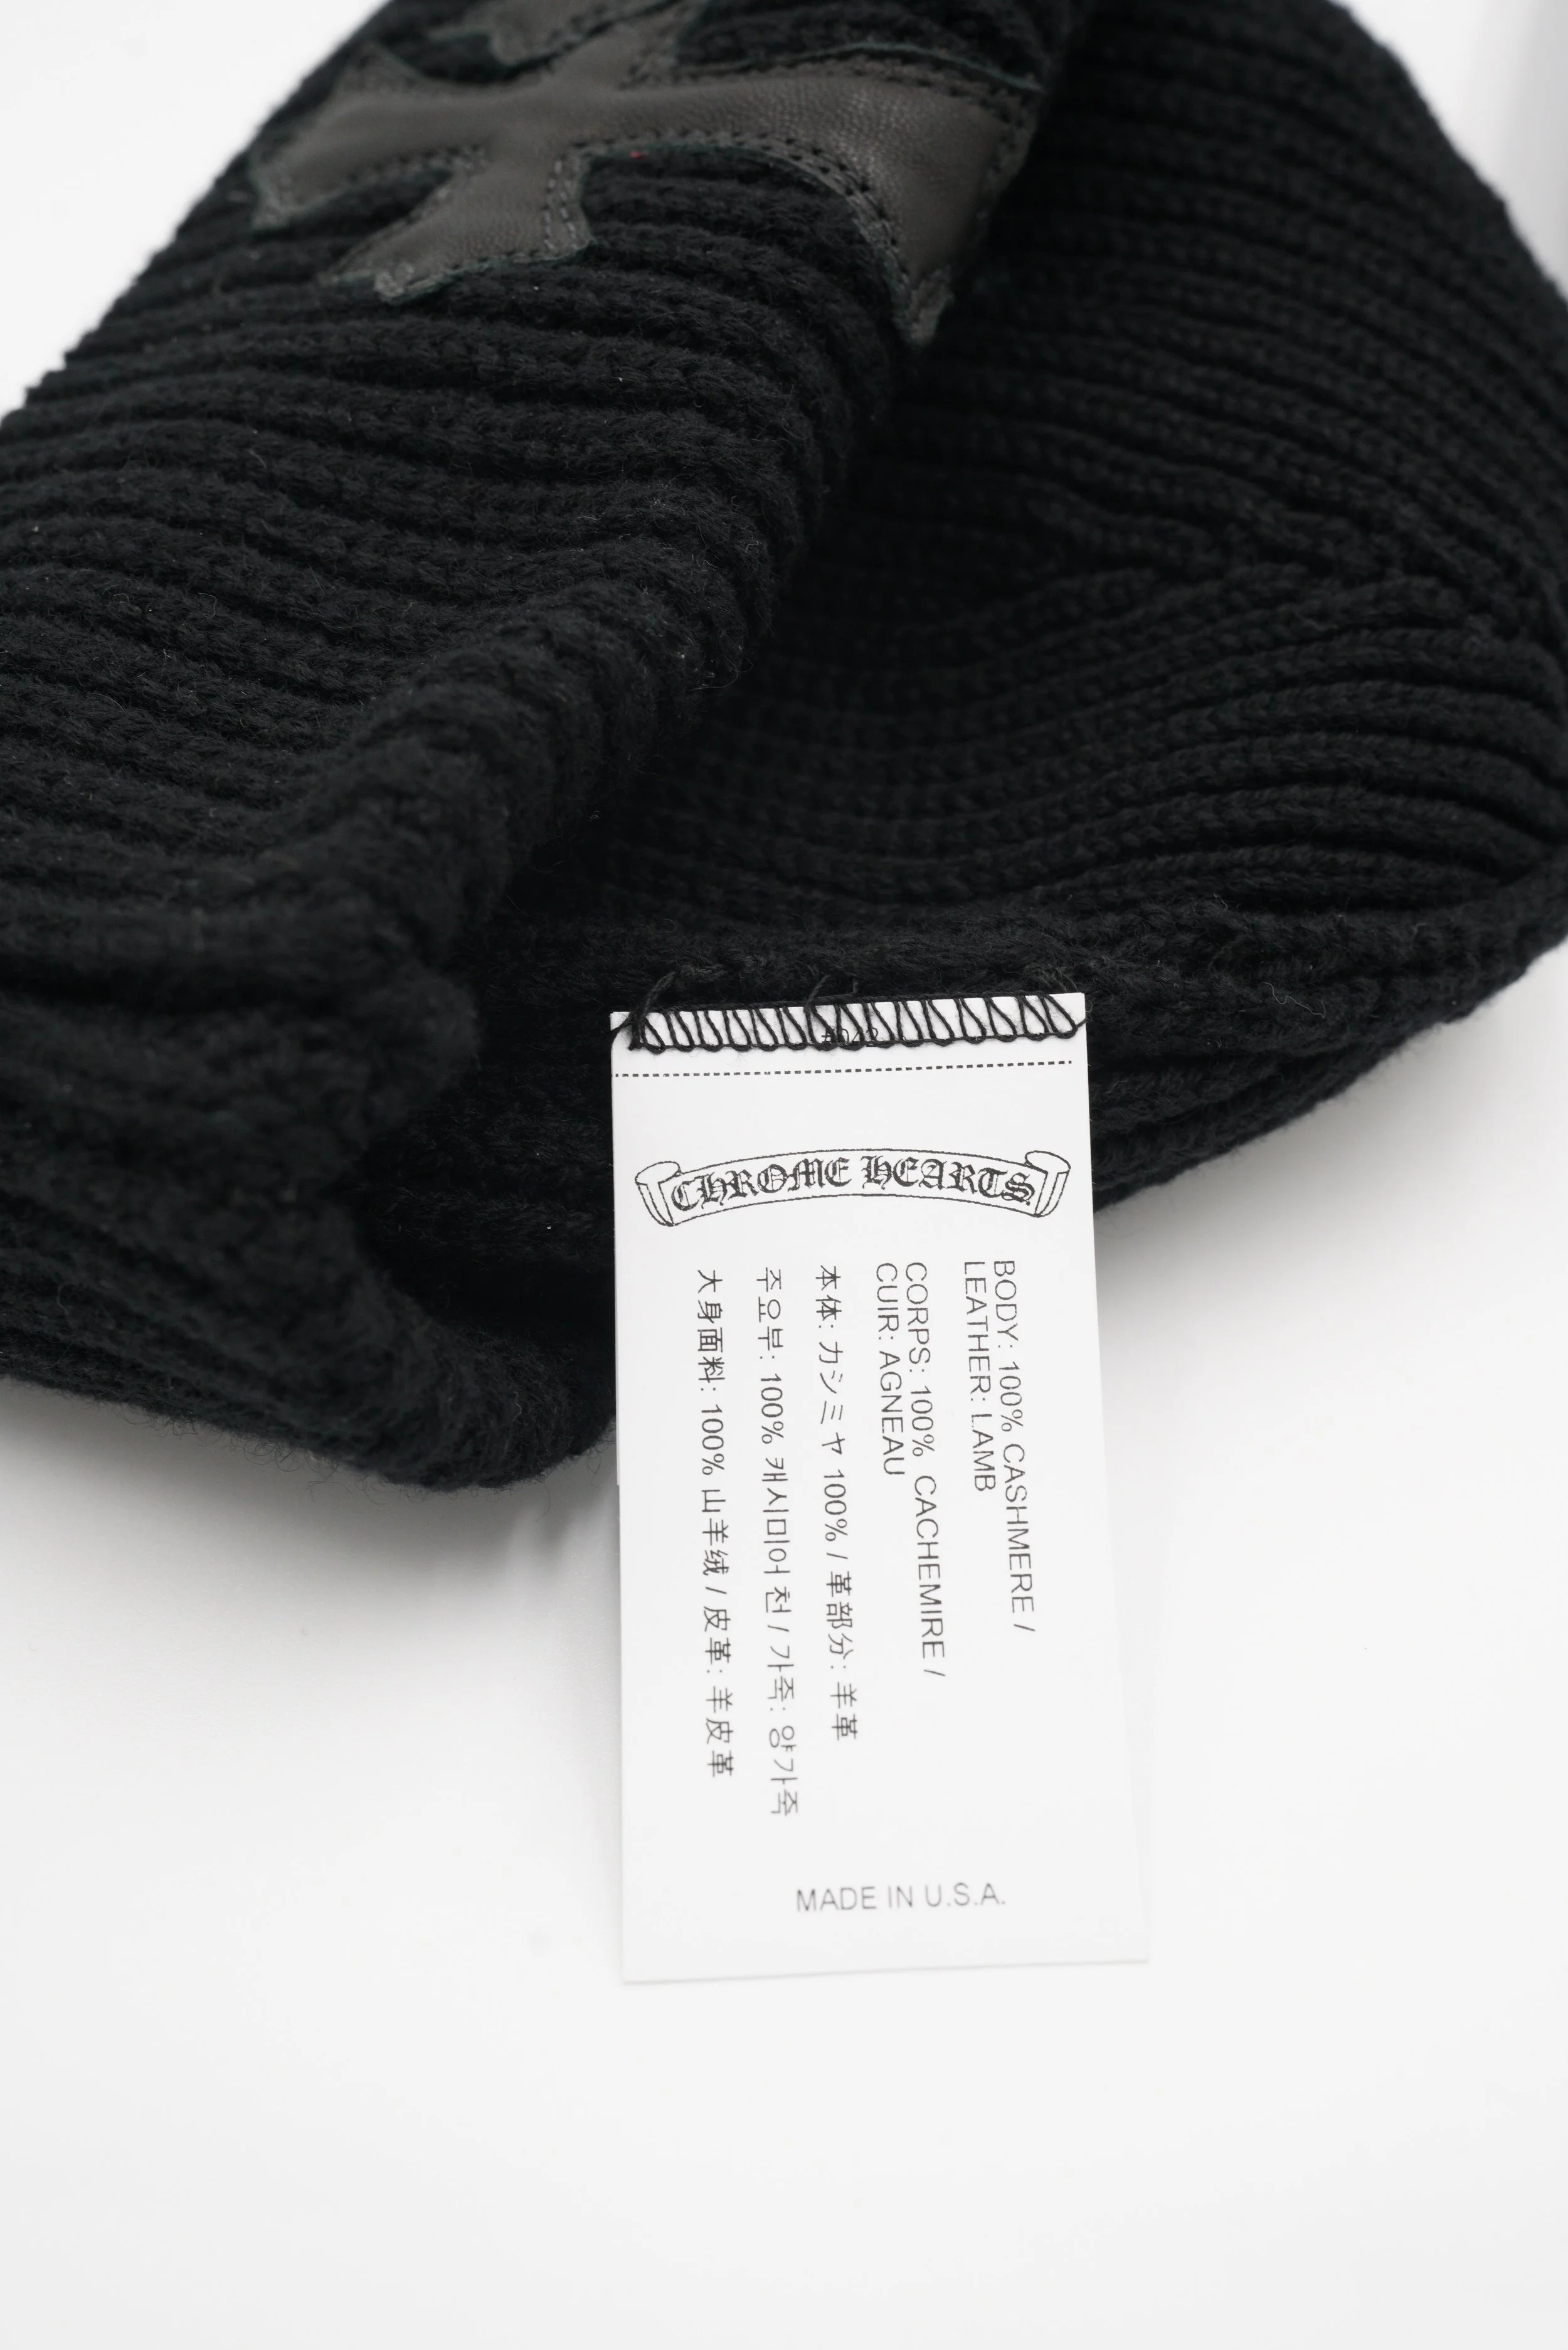 CHROME HEARTS
BODY: 100% CASHMERE /
LEATHER: LAMB
CORPS: 100% CACHEMIRE /
CUIR: AGNEAU
本体: カシミヤ 100% / 革部分: 羊革
주요부: 100% 캐시미어 천 / 가죽: 양가죽
大身面料: 100% 山羊绒 / 皮革: 羊皮革
MADE IN U.S.A.